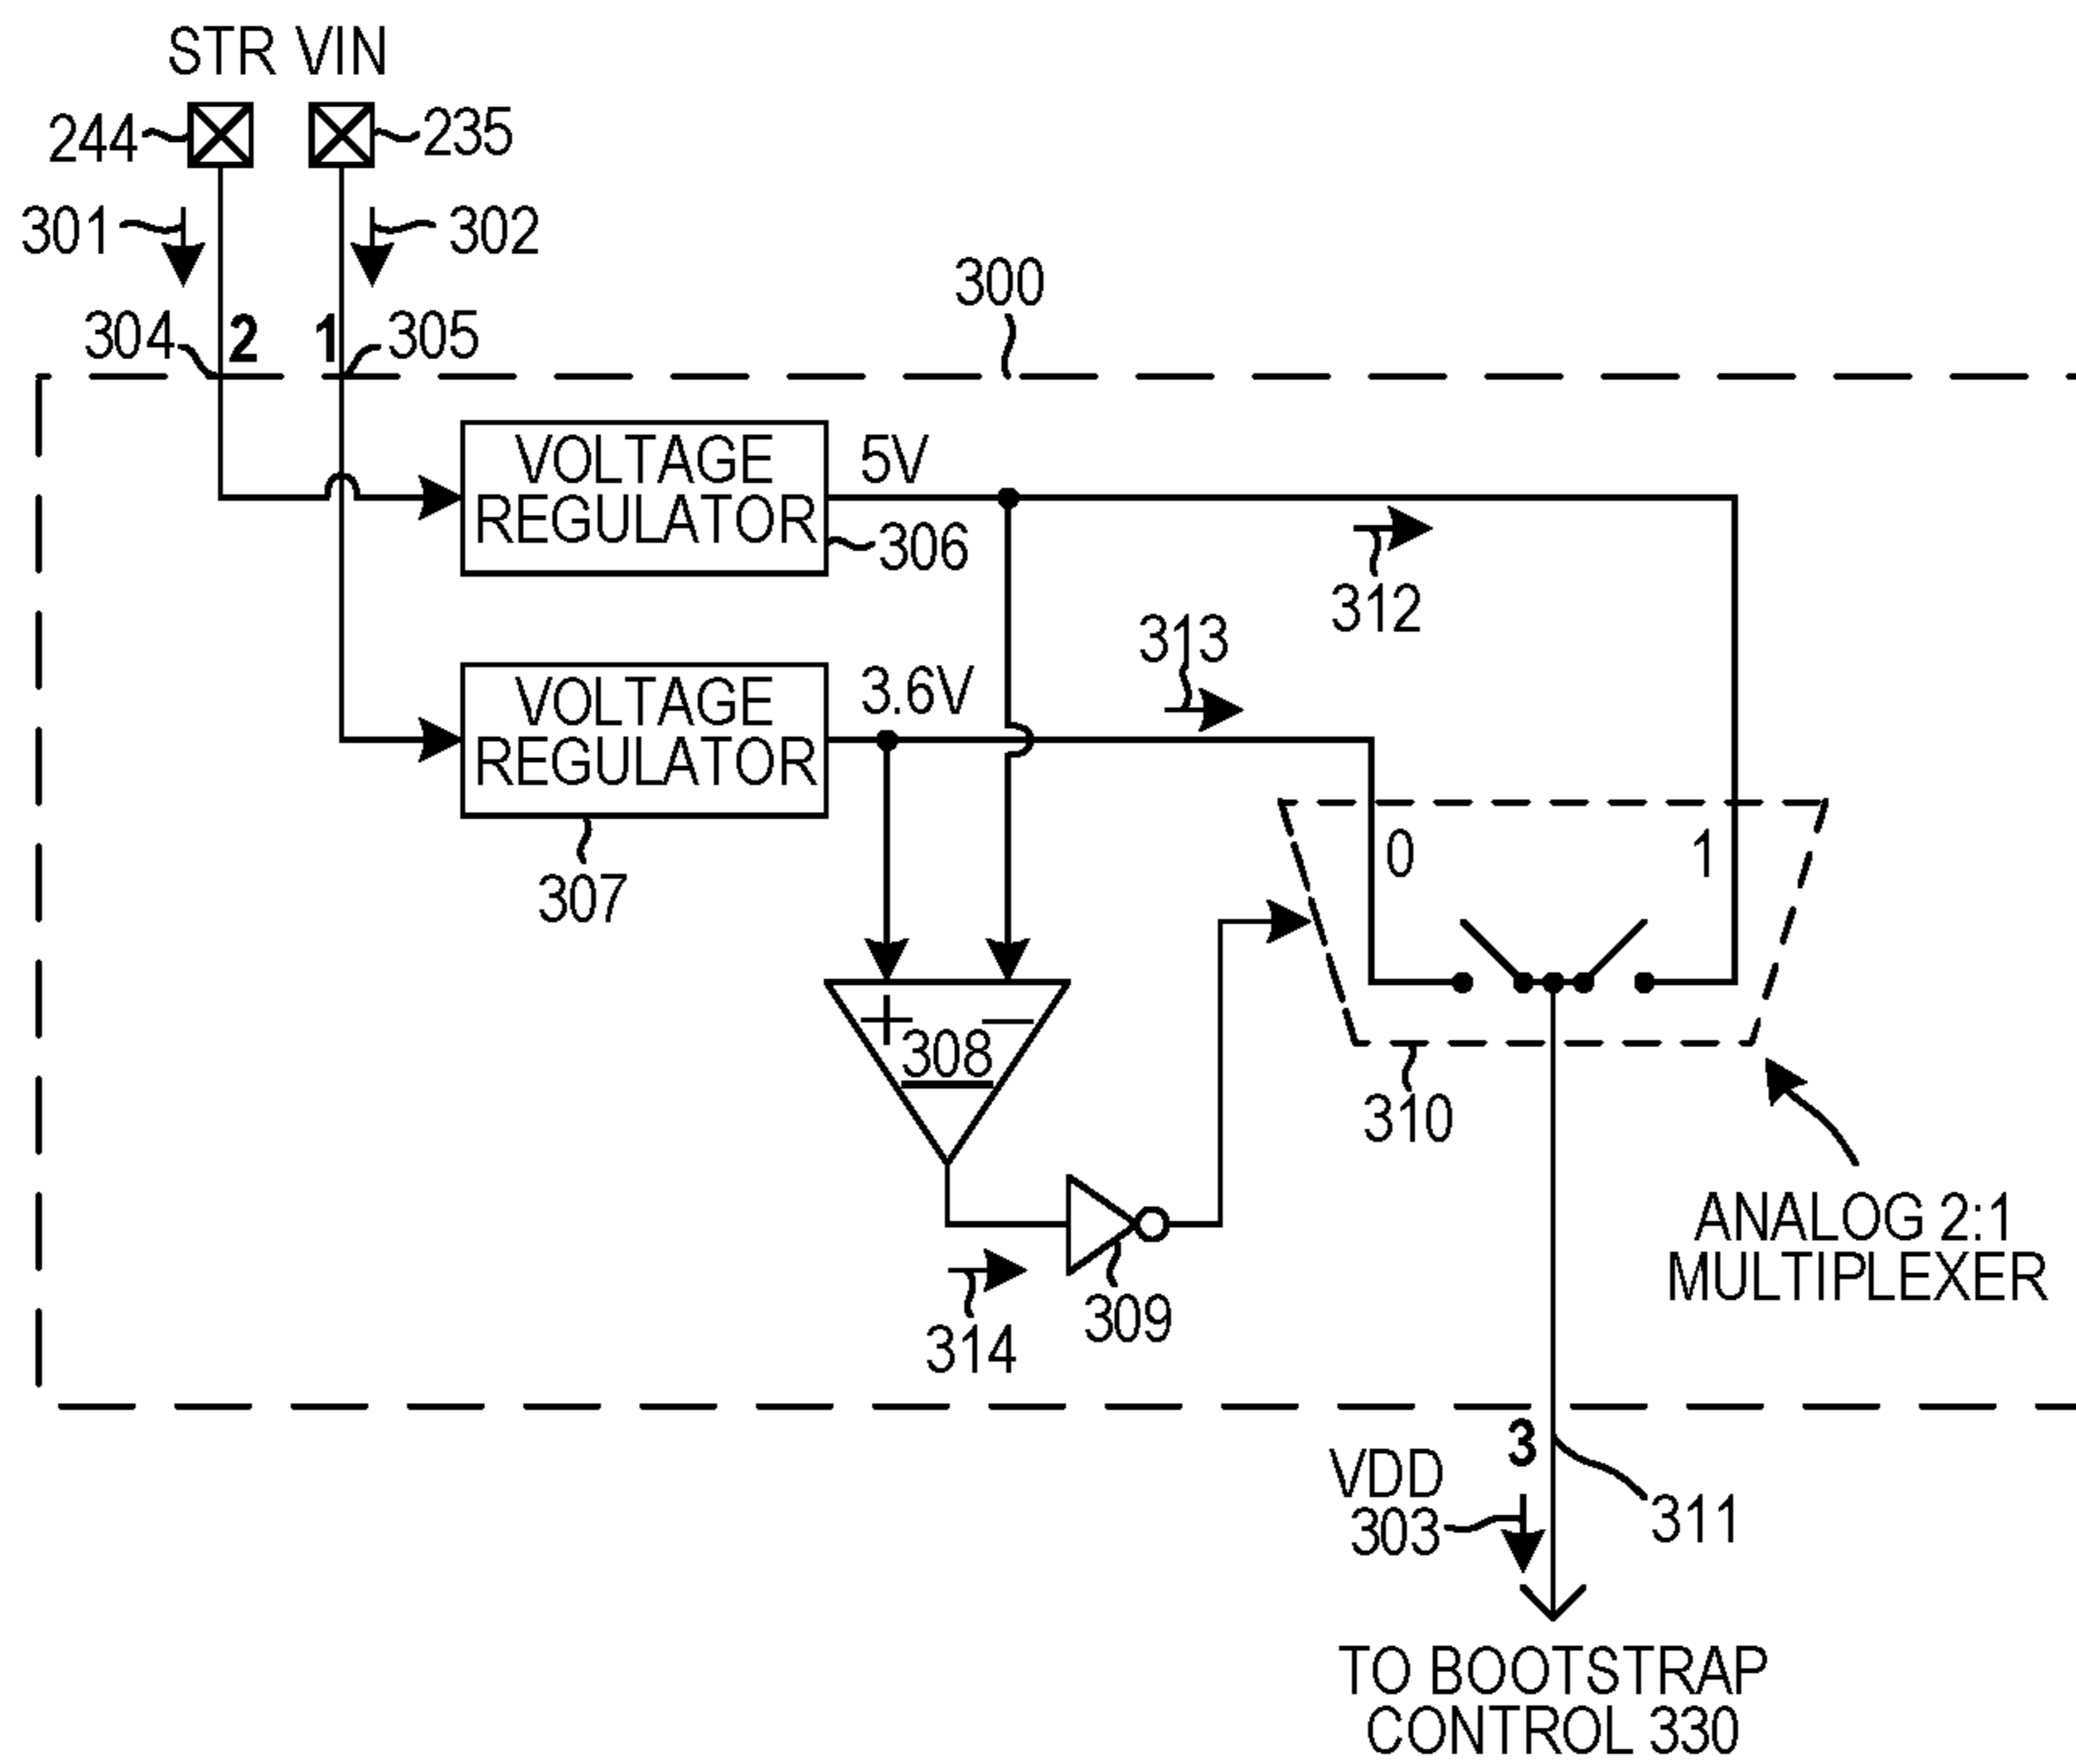 STR VIN
244
235
301
302
300
304
2
1
305
VOLTAGE
REGULATOR
5V
306
312
313
VOLTAGE
REGULATOR
3.6V
307
0
1
+
−
308
310
ANALOG 2:1
MULTIPLEXER
309
314
3
VDD
303
311
TO BOOTSTRAP
CONTROL 330